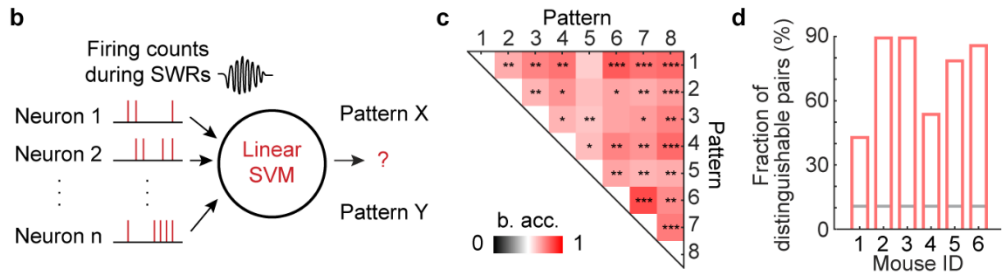 b
Firing counts
during SWRs
Neuron 1
Neuron 2
Neuron n
Linear
SVM
Pattern X
?
Pattern Y
c
Pattern
1 2 3 4 5 6 7 8
** ** ** *** *** *** 1
** * * ** *** 2
* ** * ** 3
* ** ** *** 4
** ** ** 5
*** ** 6
*** 7
8
Pattern
b. acc.
0 1
d
Fraction of
distinguishable pairs (%)
90
60
30
0
1 2 3 4 5 6
Mouse ID